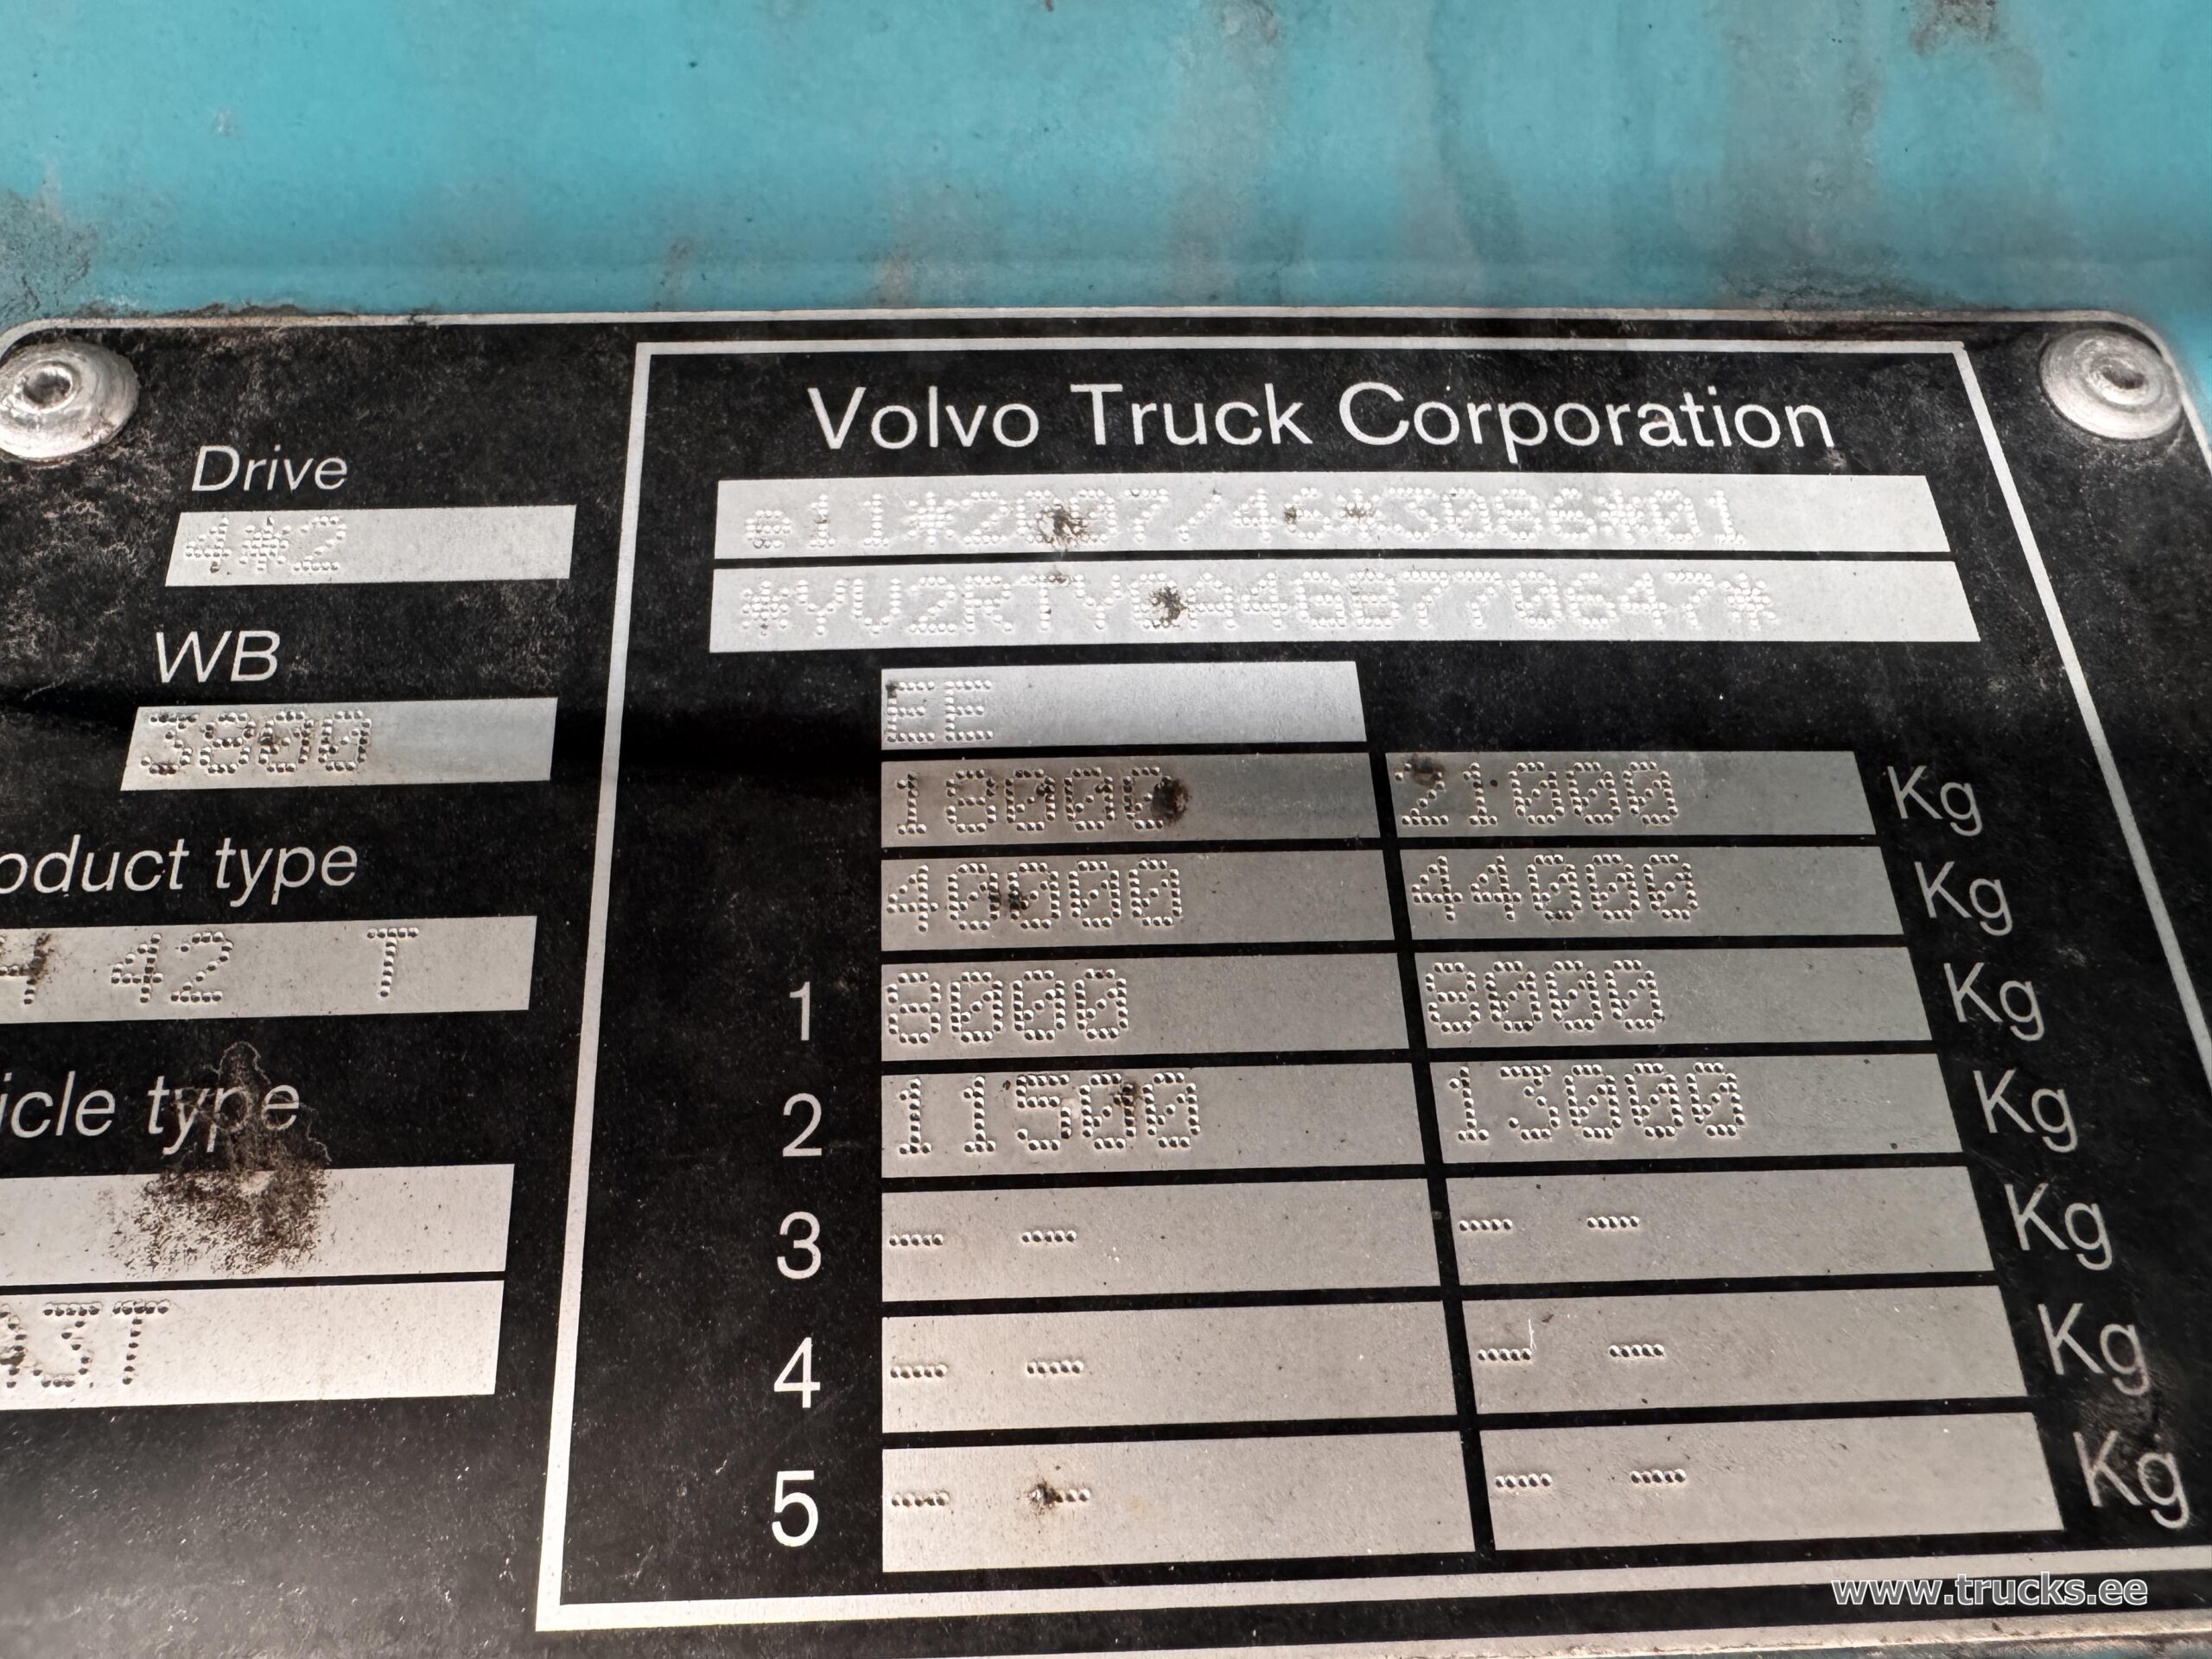 Volvo Truck Corporation
Drive
4*2
e11*2007/46*3086*01
*YV2RTY0A4GB770647*
WB
3800
EE
18000 21000 Kg
40000 44000 Kg
oduct type
H 42 T
1 8000 8000 Kg
2 11500 13000 Kg
icle type
3 — — — — Kg
A3T
4 — — — — Kg
5 — — — — Kg
www.trucks.ee